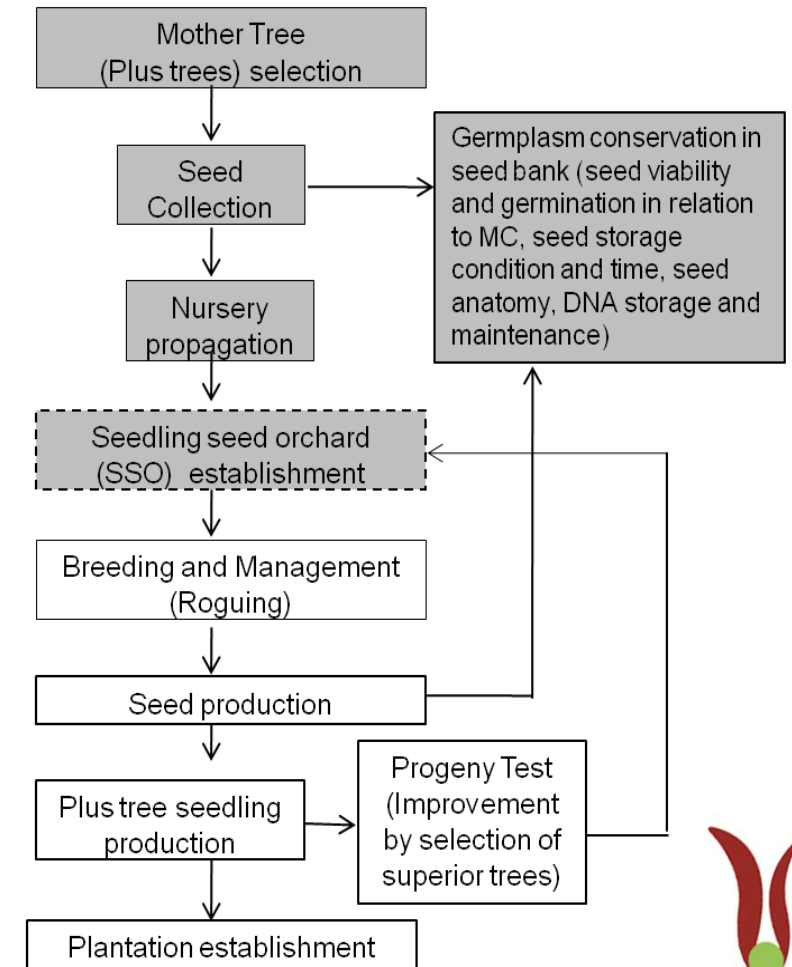 Mother Tree
(Plus trees) selection
Seed
Collection
Germplasm conservation in
seed bank (seed viability
and germination in relation
to MC, seed storage
condition and time, seed
anatomy, DNA storage and
maintenance)
Nursery
propagation
Seedling seed orchard
(SSO) establishment
Breeding and Management
(Roguing)
Seed production
Plus tree seedling
production
Progeny Test
(Improvement
by selection of
superior trees)
Plantation establishment